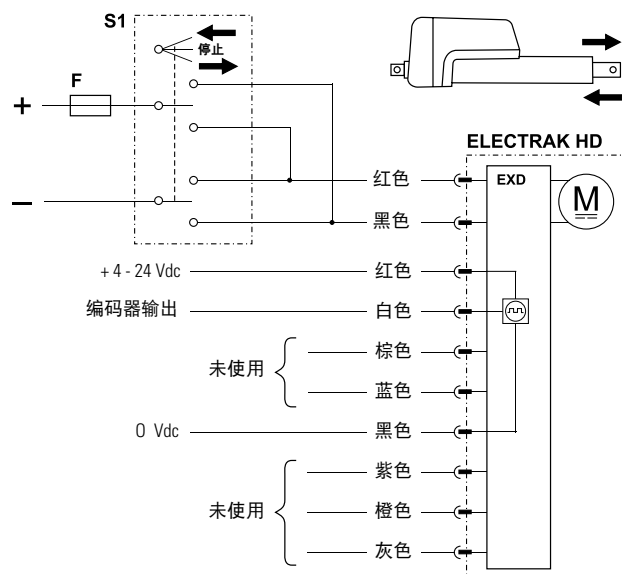 S1
停止
F
+
−
ELECTRAK HD
EXD
M
红色
黑色
+ 4 - 24 Vdc 红色
编码器输出 白色
未使用
棕色
蓝色
0 Vdc 黑色
未使用
紫色
橙色
灰色